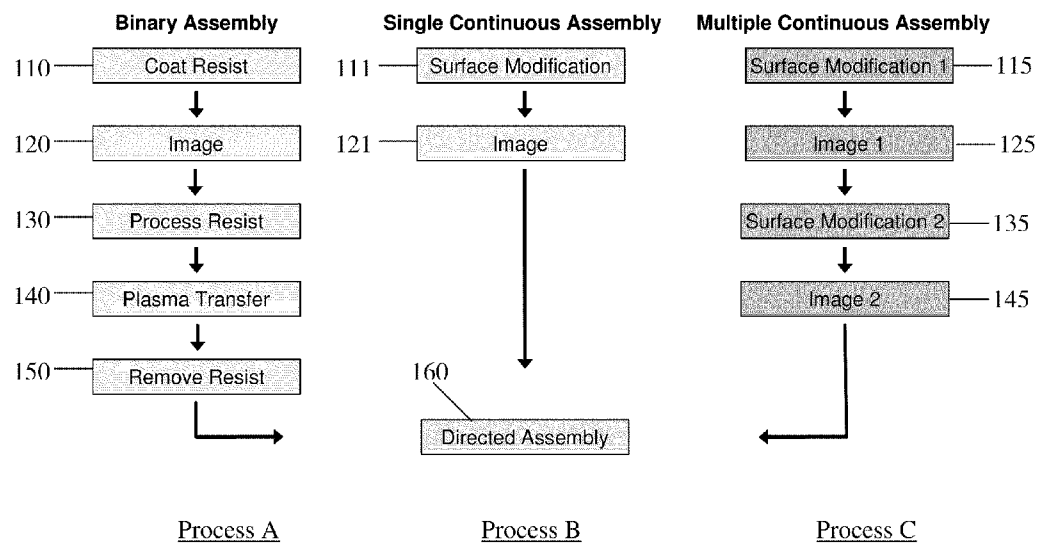 Binary Assembly Single Continuous Assembly Multiple Continuous Assembly
110 Coat Resist 111 Surface Modification Surface Modification 1 115
120 Image 121 Image Image 1 125
130 Process Resist Surface Modification 2 135
140 Plasma Transfer Image 2 145
150 Remove Resist 160
Directed Assembly
Process A Process B Process C